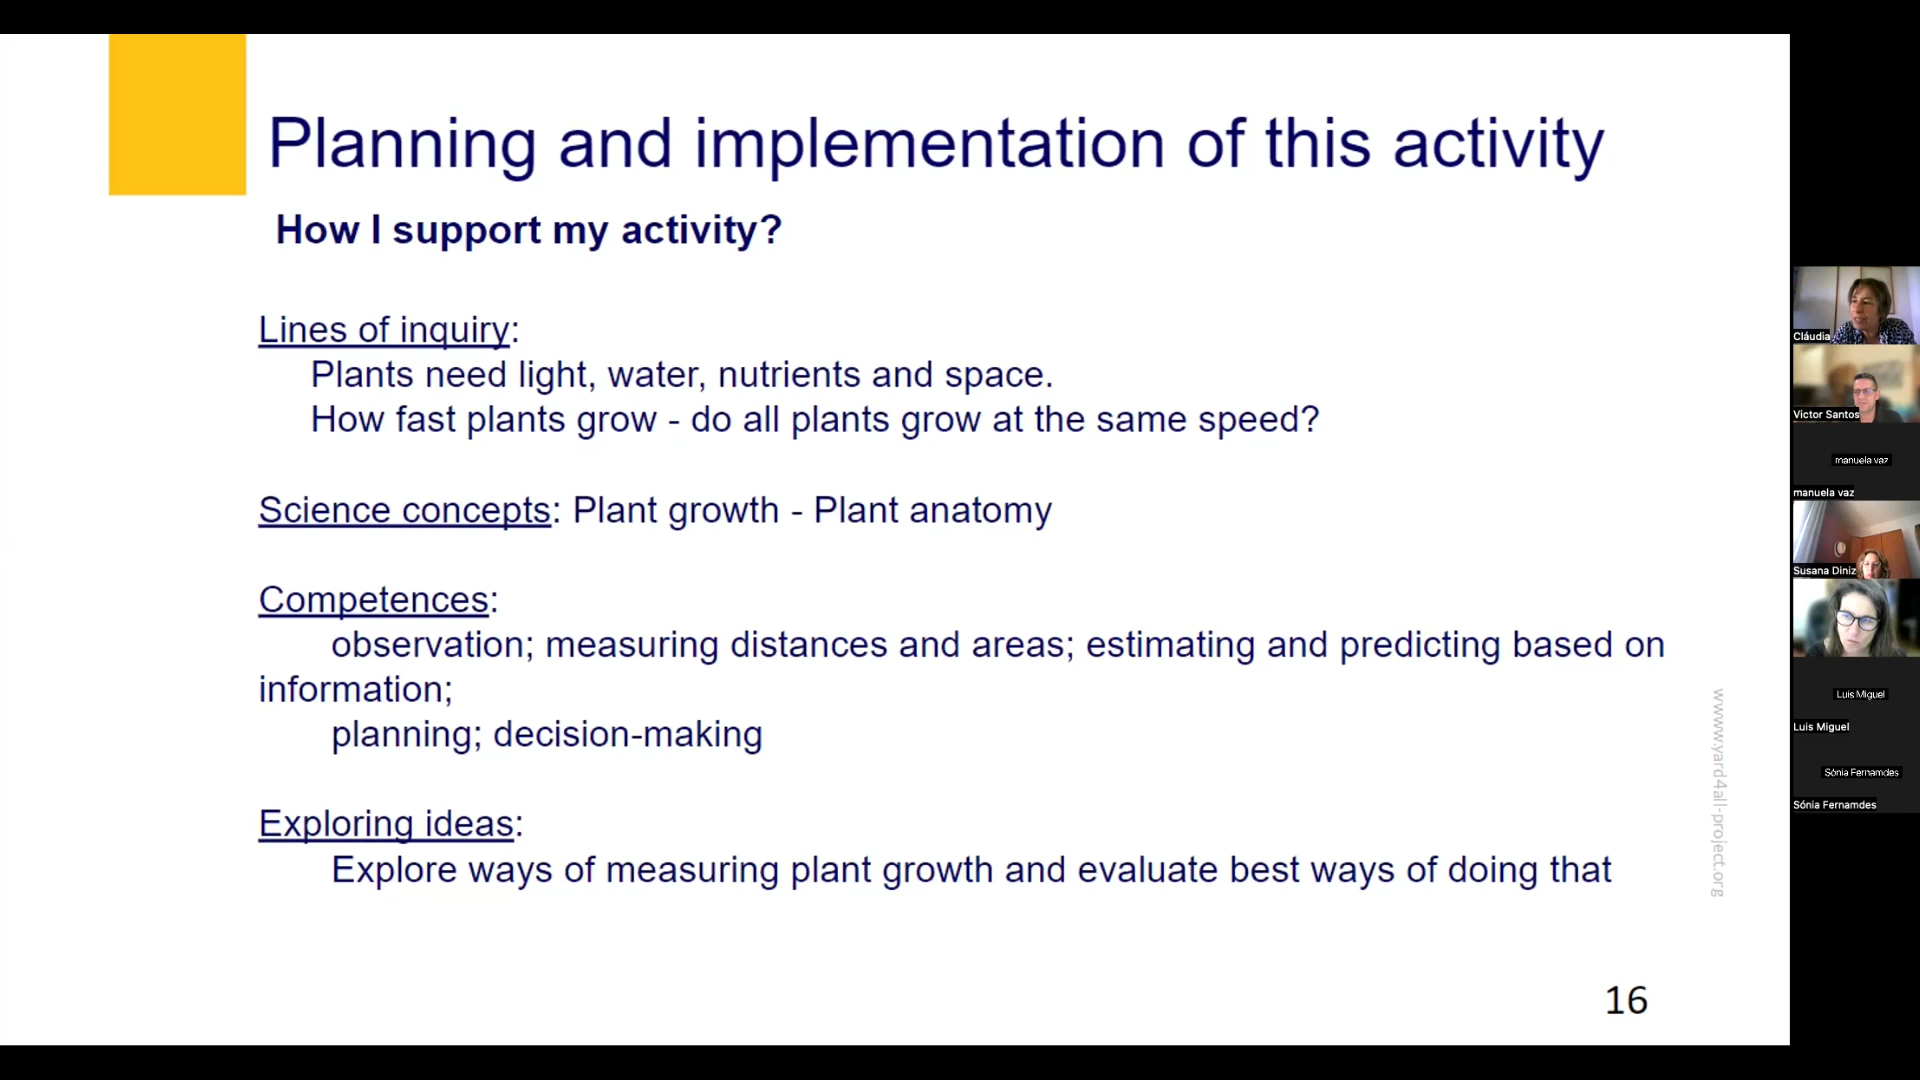 Planning and implementation of this activity
How I support my activity?
Lines of inquiry:
Plants need light, water, nutrients and space.
How fast plants grow - do all plants grow at the same speed?
Science concepts: Plant growth - Plant anatomy
Competences:
observation; measuring distances and areas; estimating and predicting based on
information;
planning; decision-making
Exploring ideas:
Explore ways of measuring plant growth and evaluate best ways of doing that
www.yard4all-project.org
16
Cláudia
Victor Santos
manuela vaz
manuela vaz
Susana Diniz
Luis Miguel
Luis Miguel
Sónia Fernamdes
Sónia Fernamdes